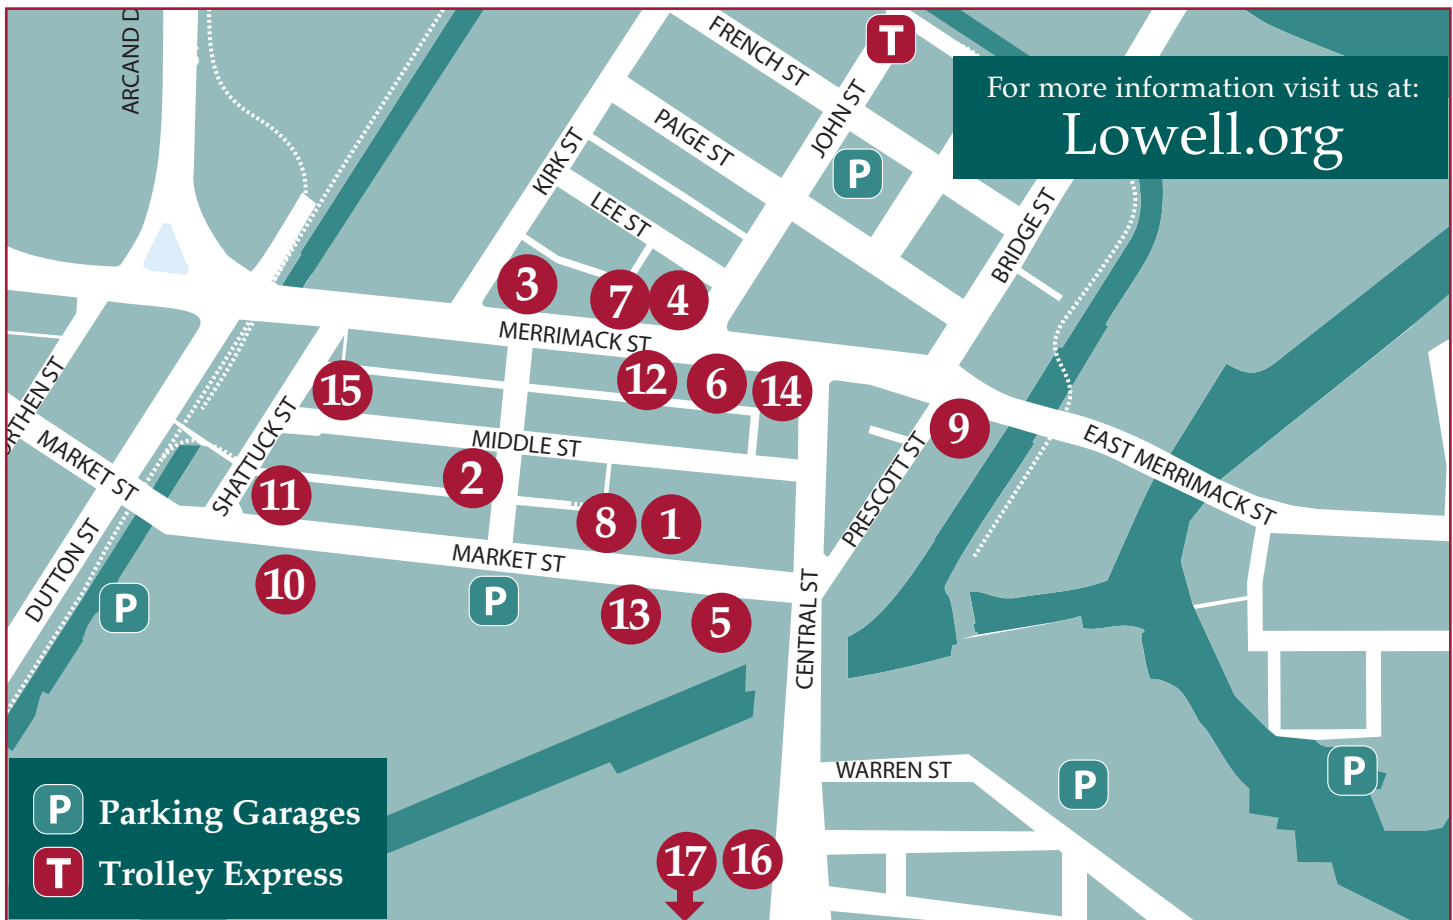 ARCAND D
FRENCH ST
T
For more information visit us at:
Lowell.org
JOHN ST
PAIGE ST
P
KIRK ST
LEE ST
BRIDGE ST
3
7
4
MERRIMACK ST
12
6
14
15
ORTHEN ST
SHATTUCK ST
MIDDLE ST
9
EAST MERRIMACK ST
MARKET ST
2
PRESCOTT ST
11
8
1
MARKET ST
DUTTON ST
10
P
P
13
5
CENTRAL ST
WARREN ST
P
P
P Parking Garages
T Trolley Express
17
16